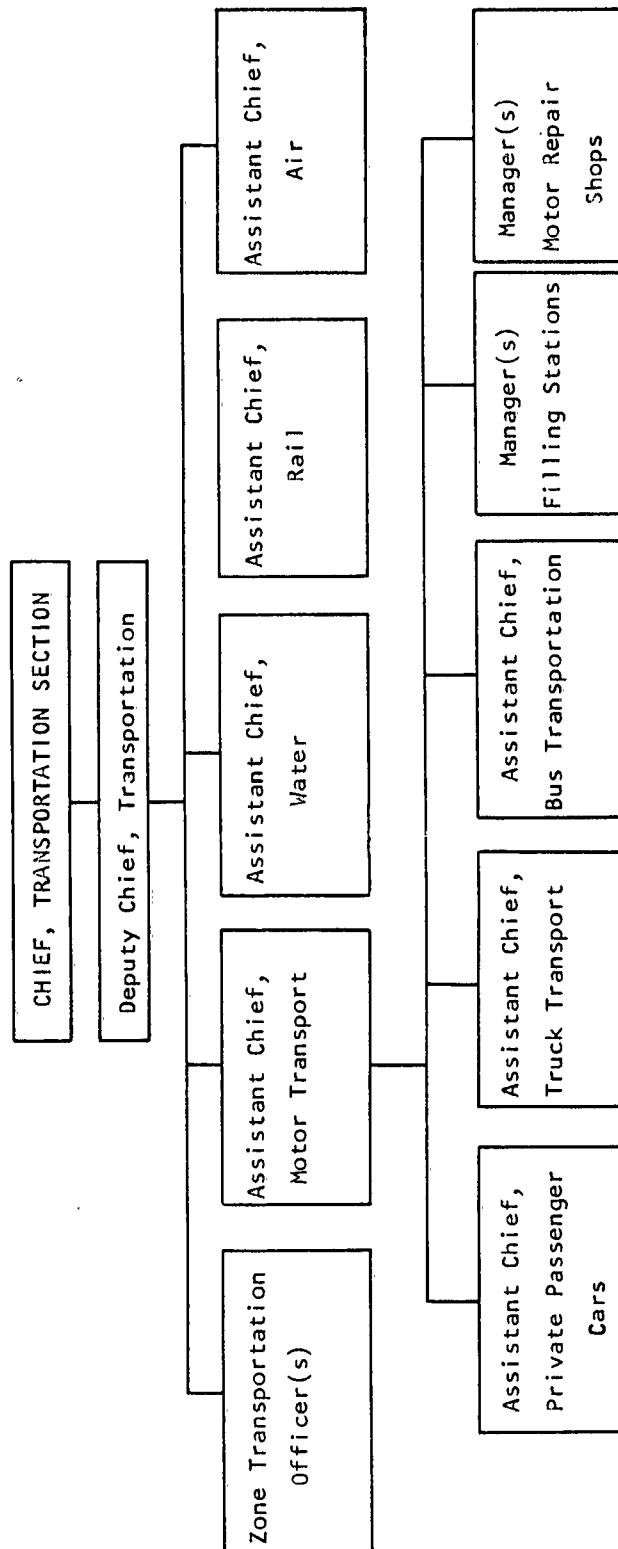 CHIEF, TRANSPORTATION SECTION
Deputy Chief, Transportation
Zone Transportation
Officer(s)
Assistant Chief,
Motor Transport
Assistant Chief,
Water
Assistant Chief,
Rail
Assistant Chief,
Air
Assistant Chief,
Private Passenger
Cars
Assistant Chief,
Truck Transport
Assistant Chief,
Bus Transportation
Manager(s)
Filling Stations
Manager(s)
Motor Repair
Shops